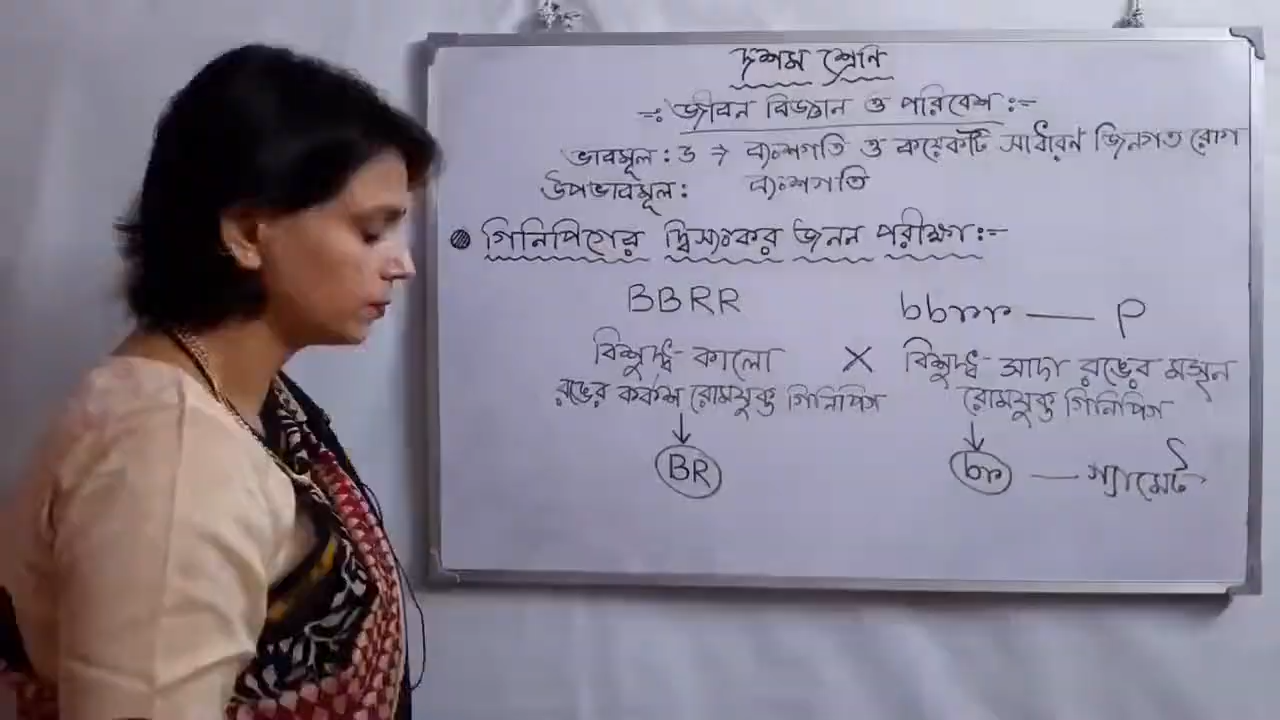 দশম শ্রেণি
-: জীবন বিজ্ঞান ও পরিবেশ :-
ভাবমূল : ৩ → বংশগতি ও কয়েকটি সাধারণ জিনগত রোগ
উপভাবমূল : বংশগতি
গিনিপিগের দ্বিসংকর জনন পরীক্ষা :-
BBRR bbrr — P
বিশুদ্ধ কালো × বিশুদ্ধ সাদা রঙের মসৃন
রঙের কর্কশ রোমযুক্ত গিনিপিগ রোমযুক্ত গিনিপিগ
↓ ↓
BR br — গ্যামেট